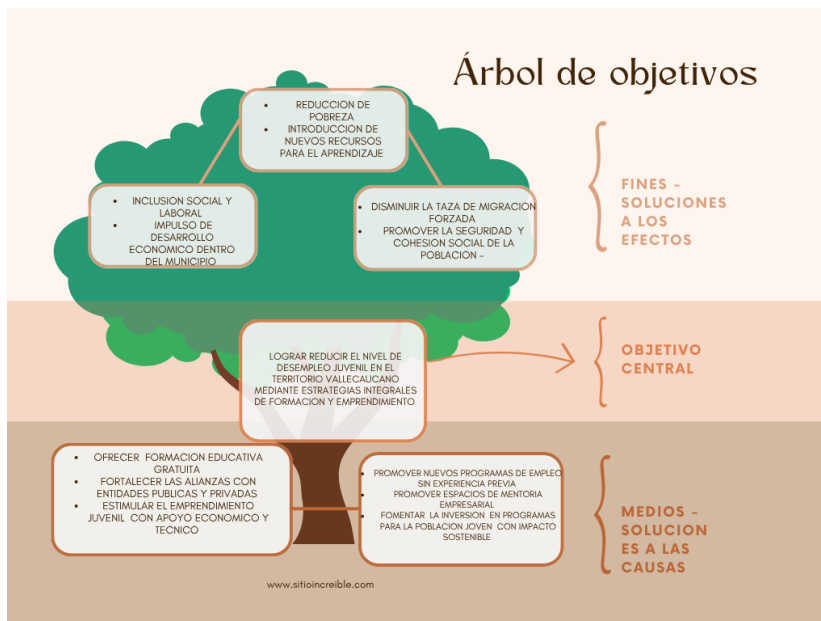 Árbol de objetivos
• REDUCCION DE
POBREZA
• INTRODUCCION DE
NUEVOS RECURSOS
PARA EL APRENDIZAJE
• INCLUSION SOCIAL Y
LABORAL
• IMPULSO DE
DESARROLLO
ECONOMICO DENTRO
DEL MUNICIPIO
• DISMINUIR LA TAZA DE MIGRACION
FORZADA
• PROMOVER LA SEGURIDAD Y
COHESION SOCIAL DE LA
POBLACION -
FINES -
SOLUCIONES
A LOS
EFECTOS
LOGRAR REDUCIR EL NIVEL DE
DESEMPLEO JUVENIL EN EL
TERRITORIO VALLECAUCANO
MEDIANTE ESTRATEGIAS INTEGRALES
DE FORMACION Y EMPRENDIMIENTO
OBJETIVO
CENTRAL
• OFRECER FORMACION EDUCATIVA
GRATUITA
• FORTALECER LAS ALIANZAS CON
ENTIDADES PUBLICAS Y PRIVADAS
• ESTIMULAR EL EMPRENDIMIENTO
JUVENIL CON APOYO ECONOMICO Y
TECNICO
• PROMOVER NUEVOS PROGRAMAS DE EMPLEO
SIN EXPERIENCIA PREVIA
• PROMOVER ESPACIOS DE MENTORIA
EMPRESARIAL
• FOMENTAR LA INVERSION EN PROGRAMAS
PARA LA POBLACION JOVEN CON IMPACTO
SOSTENIBLE
MEDIOS -
SOLUCION
ES A LAS
CAUSAS
www.sitioincreible.com